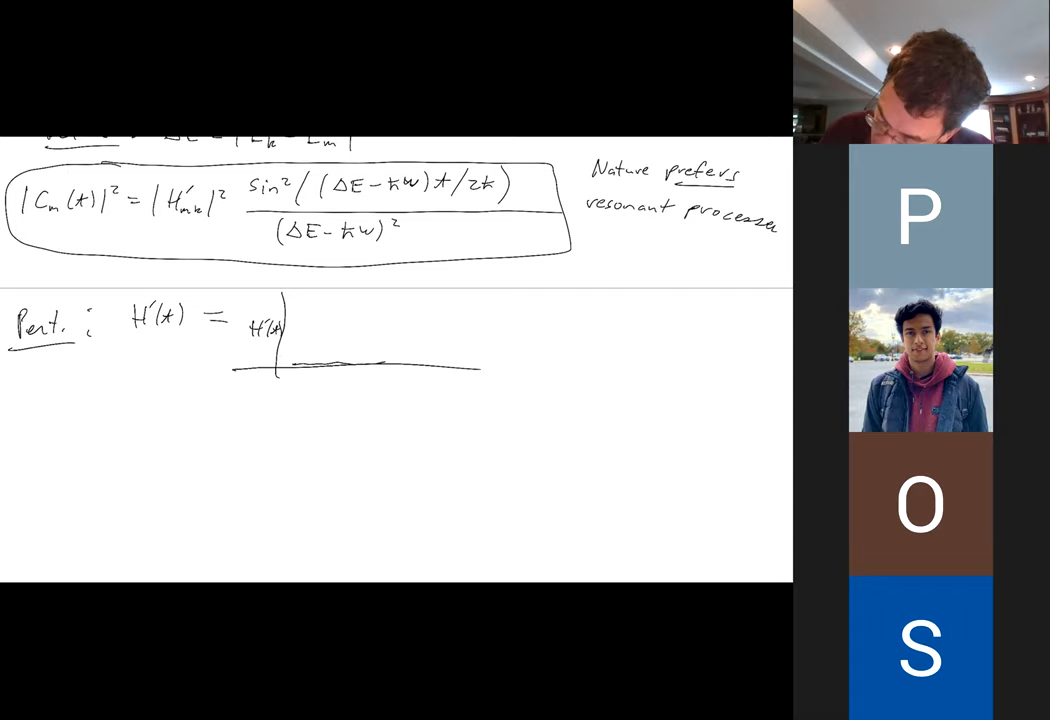 |C_m(t)|² = |H'_mk|² sin²((ΔE - ħω)t/2ħ) / (ΔE - ħω)²
Nature prefers
resonant processes
Pert. : H'(t) = H'(t)
P
O
S